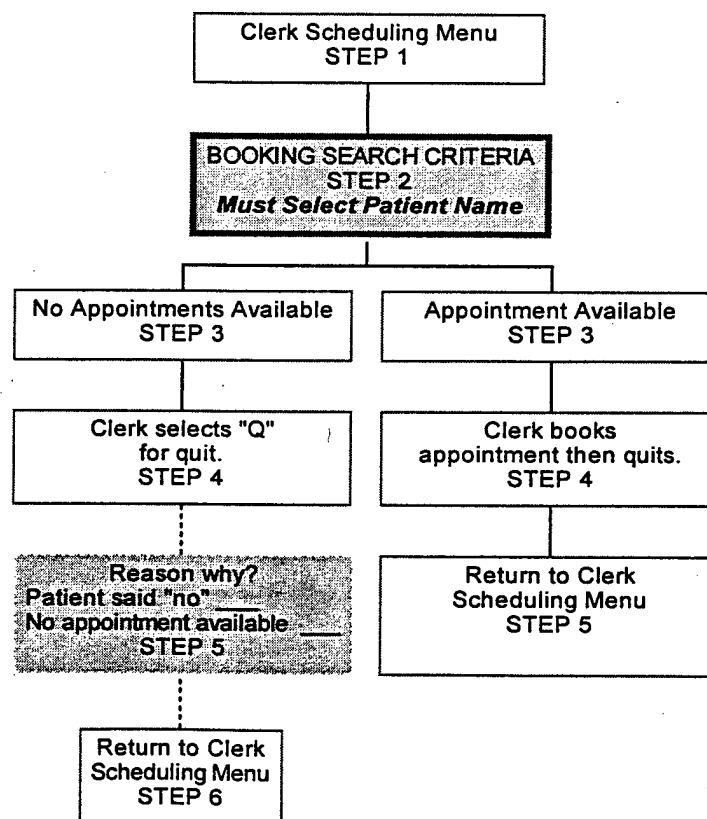 Clerk Scheduling Menu
STEP 1
BOOKING SEARCH CRITERIA
STEP 2
Must Select Patient Name
No Appointments Available
STEP 3
Appointment Available
STEP 3
Clerk selects "Q"
for quit.
STEP 4
Clerk books
appointment then quits.
STEP 4
Reason why?
Patient said "no" ____
No appointment available ____
STEP 5
Return to Clerk
Scheduling Menu
STEP 5
Return to Clerk
Scheduling Menu
STEP 6